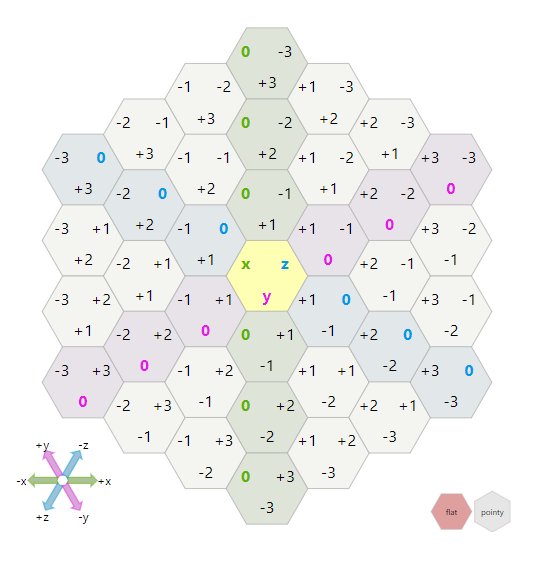 0 -3
-1 -2 +3 +1 -3
-2 -1 +3 0 -2 +2 +2 -3
-3 0 +3 -1 -1 +2 +1 -2 +1 +3 -3
+3 -2 0 +2 0 -1 +1 +2 -2 0
-3 +1 +2 -1 0 +1 +1 -1 0 +3 -2 -1
-2 +1 +1 x z y +2 -1 -1
-3 +2 +1 -1 +1 0 +1 0 -1 +3 -1 -2
-2 +2 0 0 +1 -1 +2 0 -2
-3 +3 0 -1 +2 -1 +1 +1 -2 +3 0 -3
-2 +3 -1 0 +2 -2 +2 +1 -3
-1 +3 -2 +1 +2 -3
0 +3 -3
+y -z
-x +x
+z -y
flat pointy